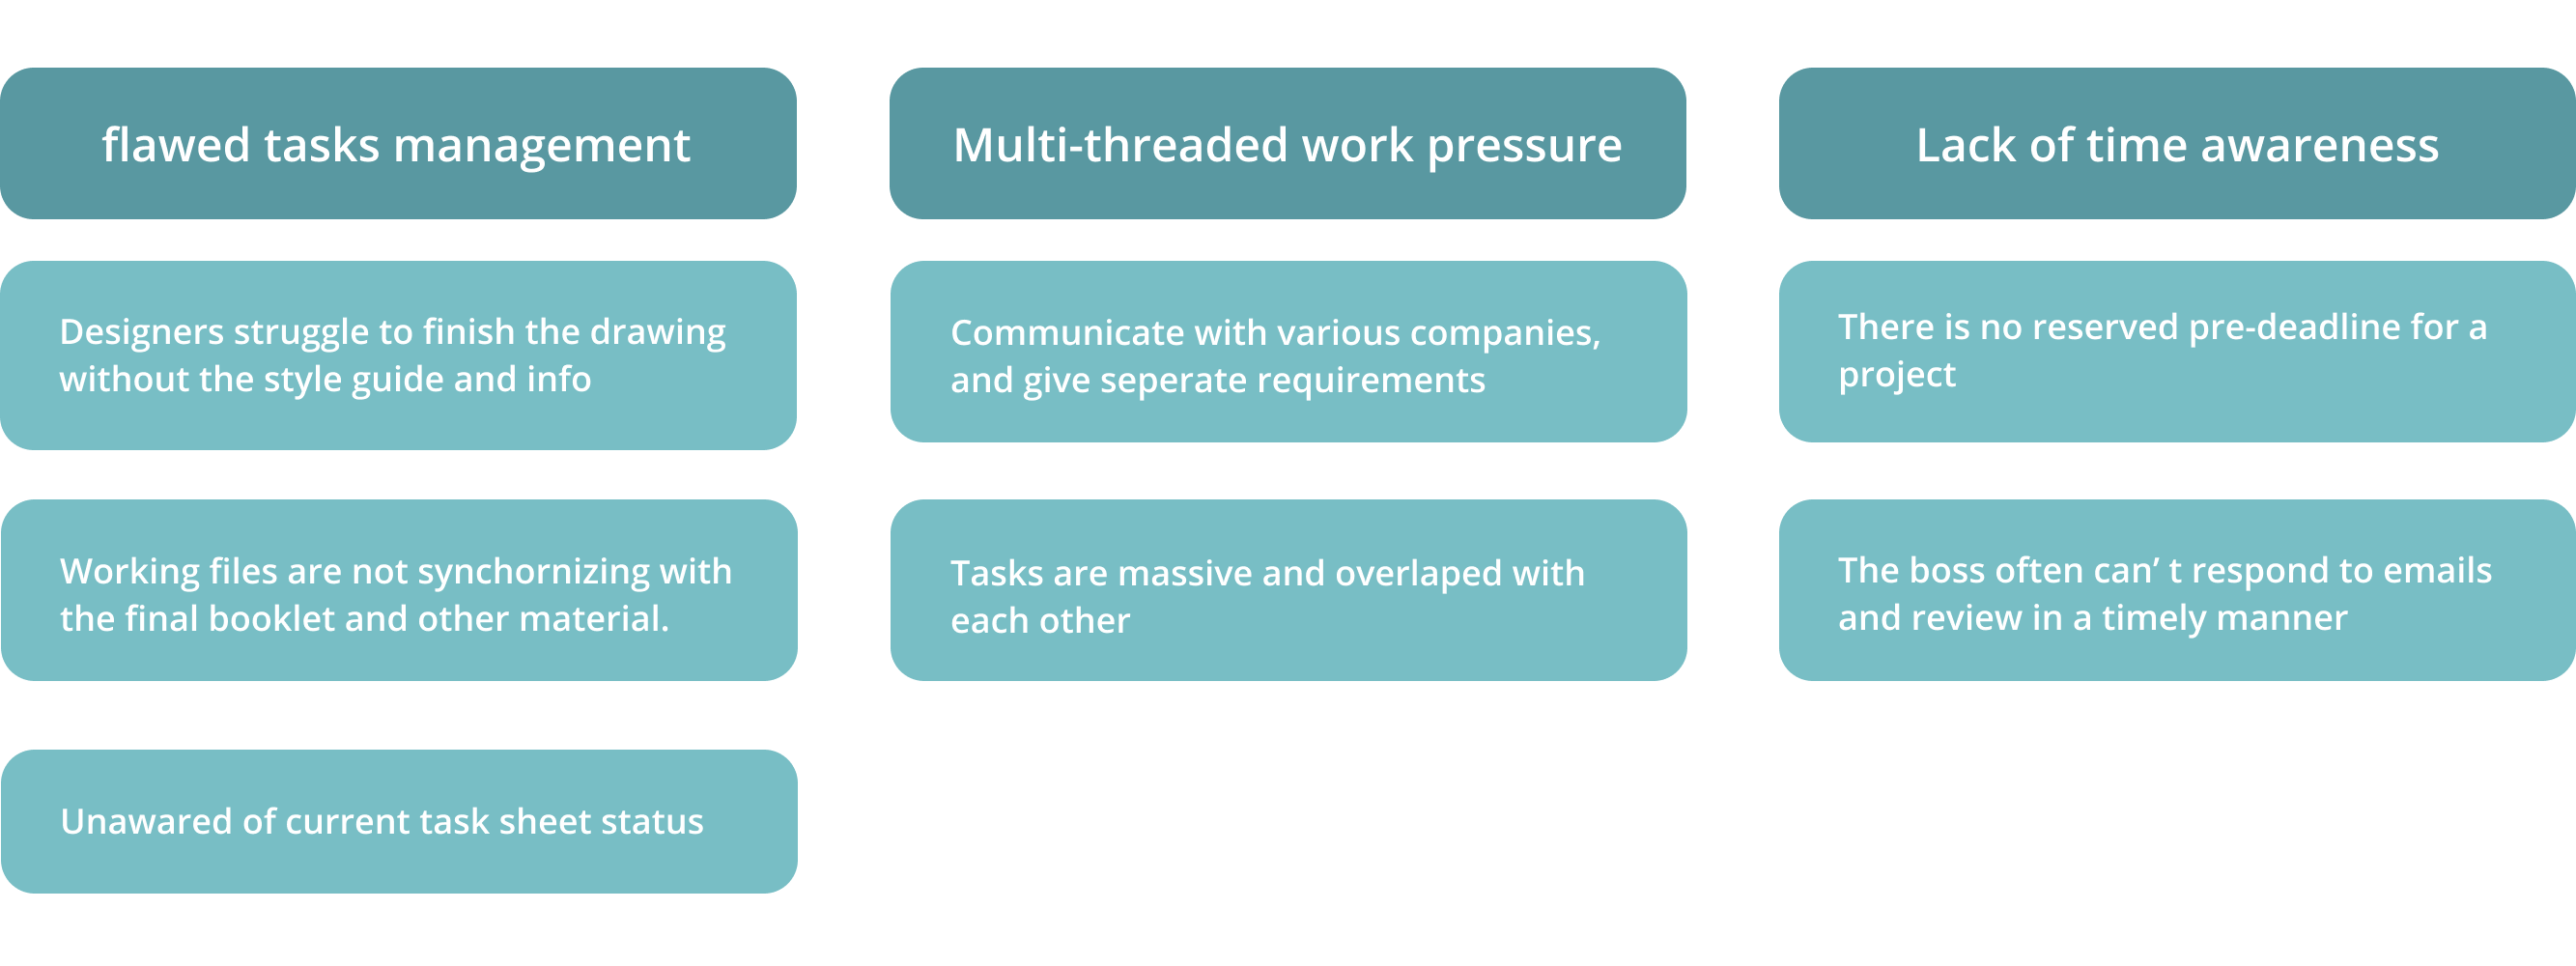 flawed tasks management
Designers struggle to finish the drawing
without the style guide and info
Working files are not synchornizing with
the final booklet and other material.
Unawared of current task sheet status
Multi-threaded work pressure
Communicate with various companies,
and give seperate requirements
Tasks are massive and overlaped with
each other
Lack of time awareness
There is no reserved pre-deadline for a
project
The boss often can’ t respond to emails
and review in a timely manner